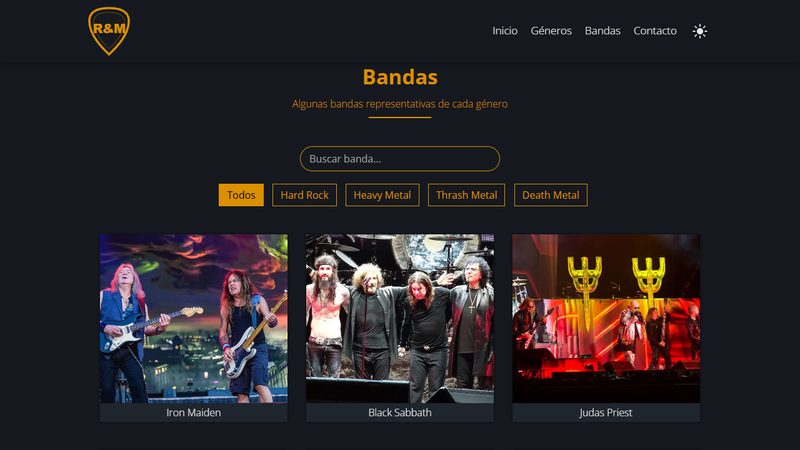 R&M
Inicio Géneros Bandas Contacto
Bandas
Algunas bandas representativas de cada género
Buscar banda...
Todos Hard Rock Heavy Metal Thrash Metal Death Metal
Iron Maiden Black Sabbath Judas Priest